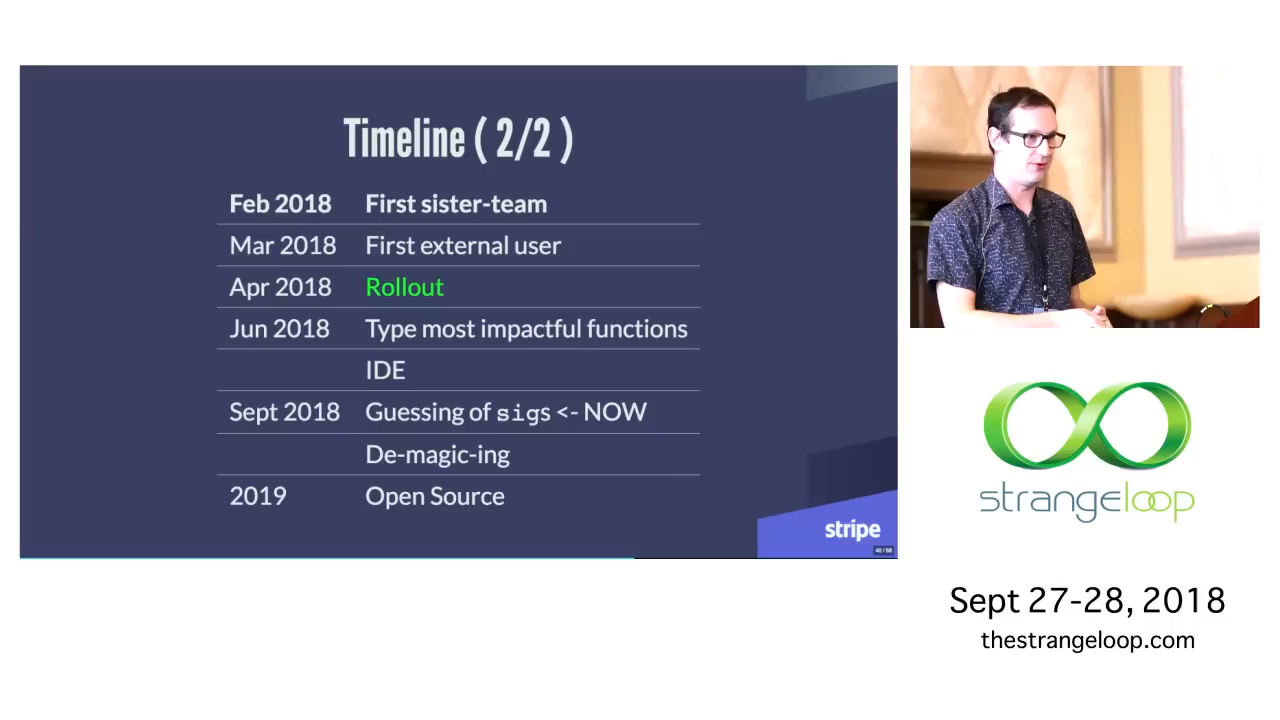 Timeline ( 2/2 )
Feb 2018 First sister-team
Mar 2018 First external user
Apr 2018 Rollout
Jun 2018 Type most impactful functions
IDE
Sept 2018 Guessing of sigs <- NOW
De-magic-ing
2019 Open Source
stripe
40 / 58
strangeloop
Sept 27-28, 2018
thestrangeloop.com